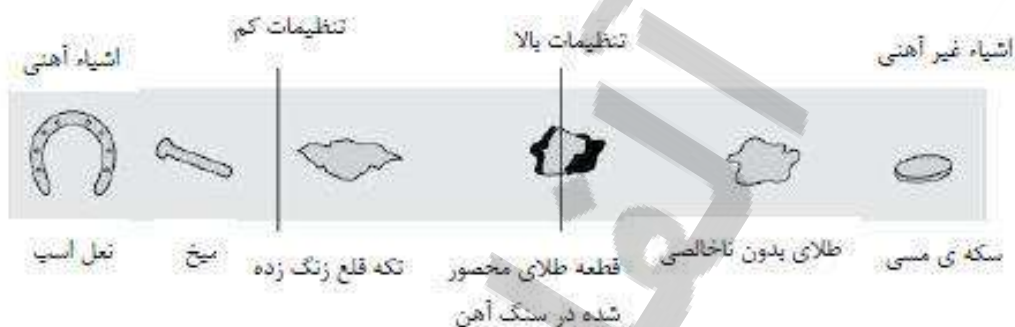 اشیاء آهنی
تنظیمات کم
تنظیمات بالا
اشیاء غیر آهنی
نعل اسب
میخ
تکه قلع زنگ زده
قطعه طلای محصور
شده در سنگ آهن
طلای بدون ناخالصی
سکه ی مسی